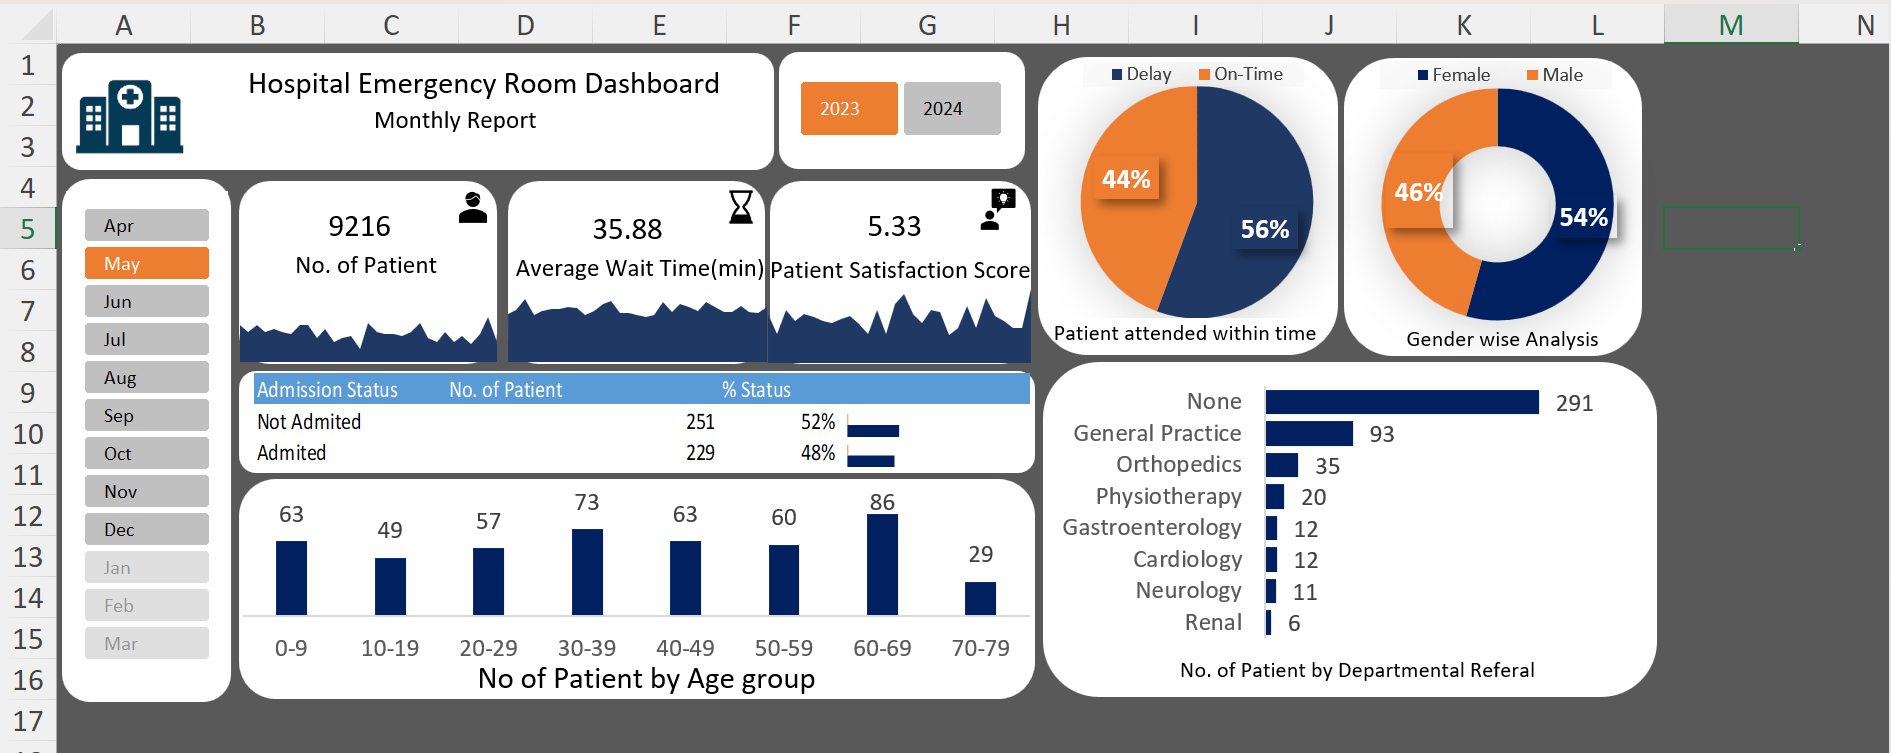 A B C D E F G H I J K L M N
1
2
3
4
5
6
7
8
9
10
11
12
13
14
15
16
17
Hospital Emergency Room Dashboard
Monthly Report
2023 2024
Apr
May
Jun
Jul
Aug
Sep
Oct
Nov
Dec
Jan
Feb
Mar
9216
No. of Patient
35.88
Average Wait Time(min)
5.33
Patient Satisfaction Score
Delay On-Time
44%
56%
Patient attended within time
Female Male
46%
54%
Gender wise Analysis
Admission Status No. of Patient % Status
Not Admited 251 52%
Admited 229 48%
63 49 57 73 63 60 86 29
0-9 10-19 20-29 30-39 40-49 50-59 60-69 70-79
No of Patient by Age group
None 291
General Practice 93
Orthopedics 35
Physiotherapy 20
Gastroenterology 12
Cardiology 12
Neurology 11
Renal 6
No. of Patient by Departmental Referal